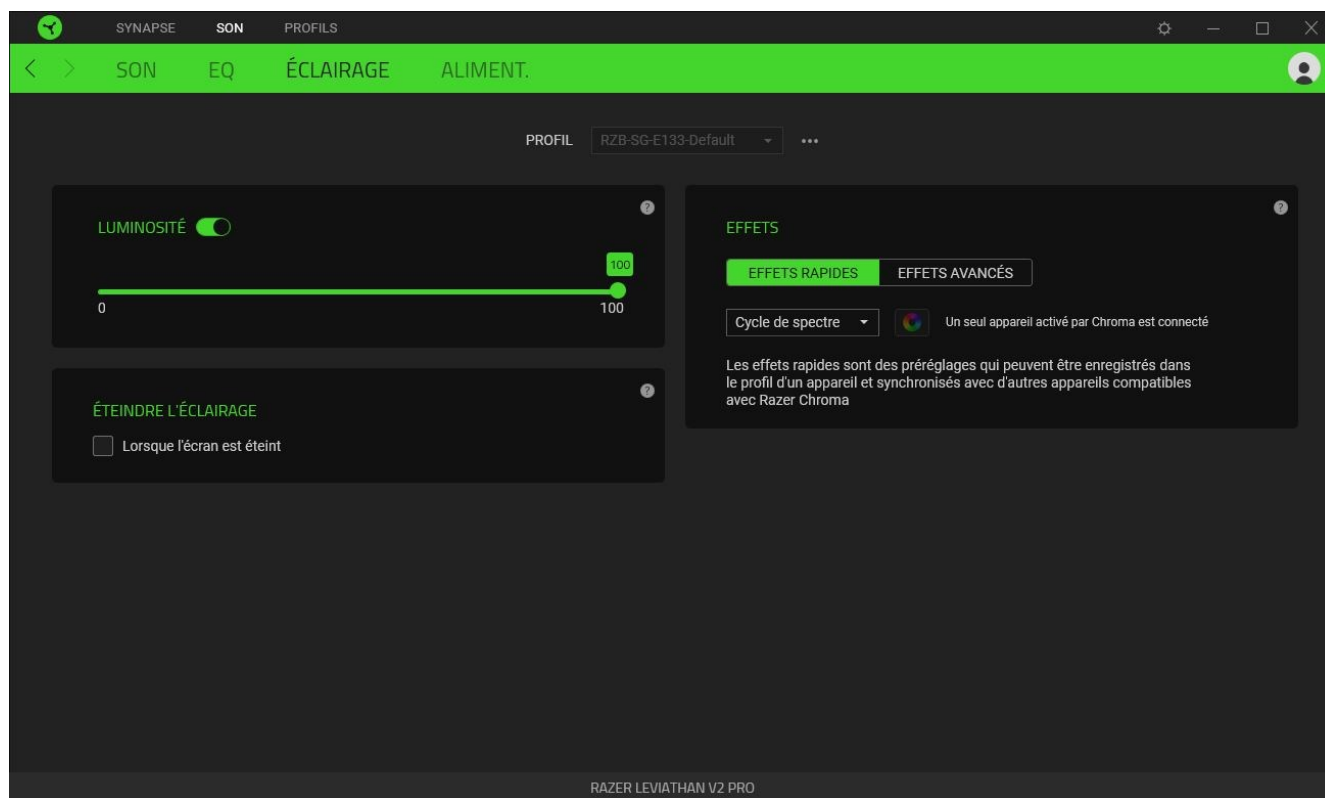 SYNAPSE SON PROFILS
SON EQ ÉCLAIRAGE ALIMENT.
PROFIL RZB-SG-E133-Default
LUMINOSITÉ
100
0 100
ÉTEINDRE L'ÉCLAIRAGE
Lorsque l'écran est éteint
EFFETS
EFFETS RAPIDES EFFETS AVANCÉS
Cycle de spectre Un seul appareil activé par Chroma est connecté
Les effets rapides sont des préréglages qui peuvent être enregistrés dans
le profil d'un appareil et synchronisés avec d'autres appareils compatibles
avec Razer Chroma
RAZER LEVIATHAN V2 PRO